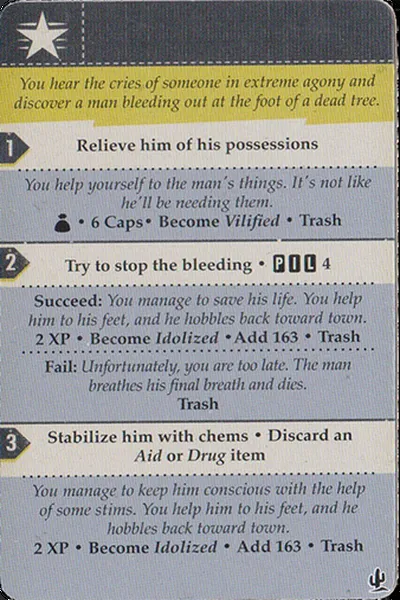 You hear the cries of someone in extreme agony and
discover a man bleeding out at the foot of a dead tree.
1
Relieve him of his possessions
You help yourself to the man's things. It's not like
he'll be needing them.
• 6 Caps• Become Vilified • Trash
2
Try to stop the bleeding • P I L 4
Succeed: You manage to save his life. You help
him to his feet, and he hobbles back toward town.
2 XP • Become Idolized •Add 163 • Trash
Fail: Unfortunately, you are too late. The man
breathes his final breath and dies.
Trash
3
Stabilize him with chems • Discard an
Aid or Drug item
You manage to keep him conscious with the help
of some stims. You help him to his feet, and he
hobbles back toward town.
2 XP • Become Idolized • Add 163 • Trash